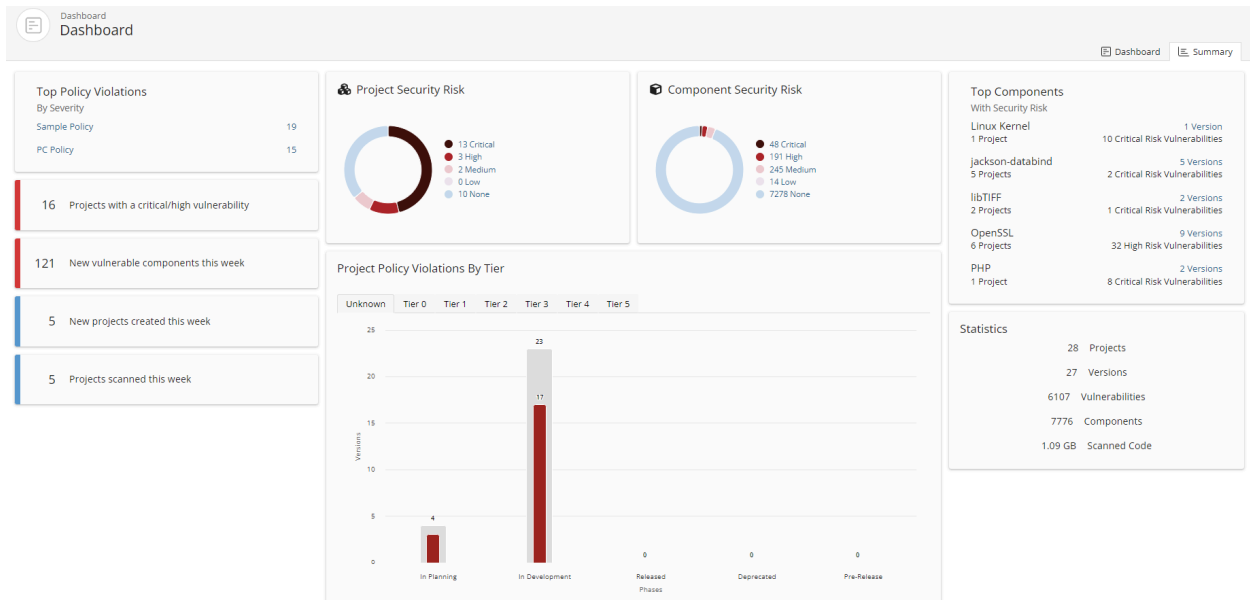 Dashboard
Dashboard
Dashboard
Summary
Top Policy Violations
By Severity
Sample Policy 19
PC Policy 15
16 Projects with a critical/high vulnerability
121 New vulnerable components this week
5 New projects created this week
5 Projects scanned this week
Project Security Risk
13 Critical
3 High
2 Medium
0 Low
10 None
Component Security Risk
48 Critical
191 High
245 Medium
14 Low
7278 None
Project Policy Violations By Tier
Unknown Tier 0 Tier 1 Tier 2 Tier 3 Tier 4 Tier 5
25
20
15
10
5
0
Versions
4
23
17
0
0
0
In Planning In Development Released Deprecated Pre-Release
Phases
Top Components
With Security Risk
Linux Kernel 1 Version
1 Project 10 Critical Risk Vulnerabilities
jackson-databind 5 Versions
5 Projects 2 Critical Risk Vulnerabilities
libTIFF 2 Versions
2 Projects 1 Critical Risk Vulnerabilities
OpenSSL 9 Versions
6 Projects 32 High Risk Vulnerabilities
PHP 2 Versions
1 Project 8 Critical Risk Vulnerabilities
Statistics
28 Projects
27 Versions
6107 Vulnerabilities
7776 Components
1.09 GB Scanned Code